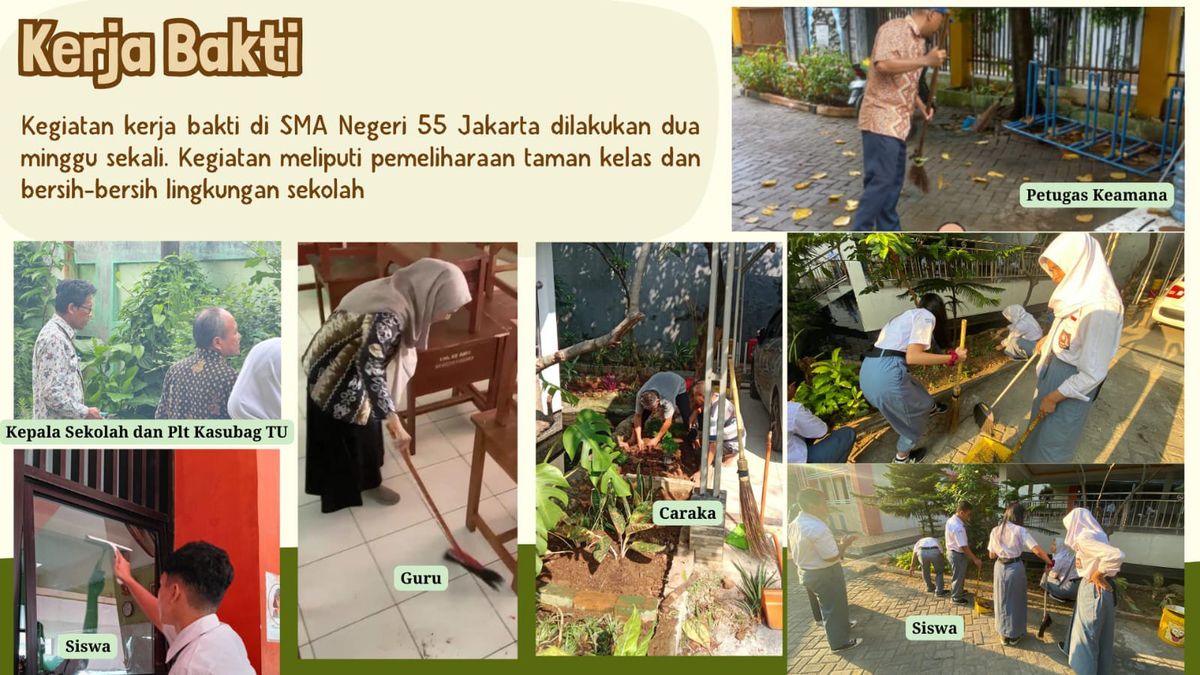 Kerja Bakti
Kegiatan kerja bakti di SMA Negeri 55 Jakarta dilakukan dua
minggu sekali. Kegiatan meliputi pemeliharaan taman kelas dan
bersih-bersih lingkungan sekolah
Petugas Keamana
Kepala Sekolah dan Plt Kasubag TU
Guru
Caraka
Siswa
Siswa